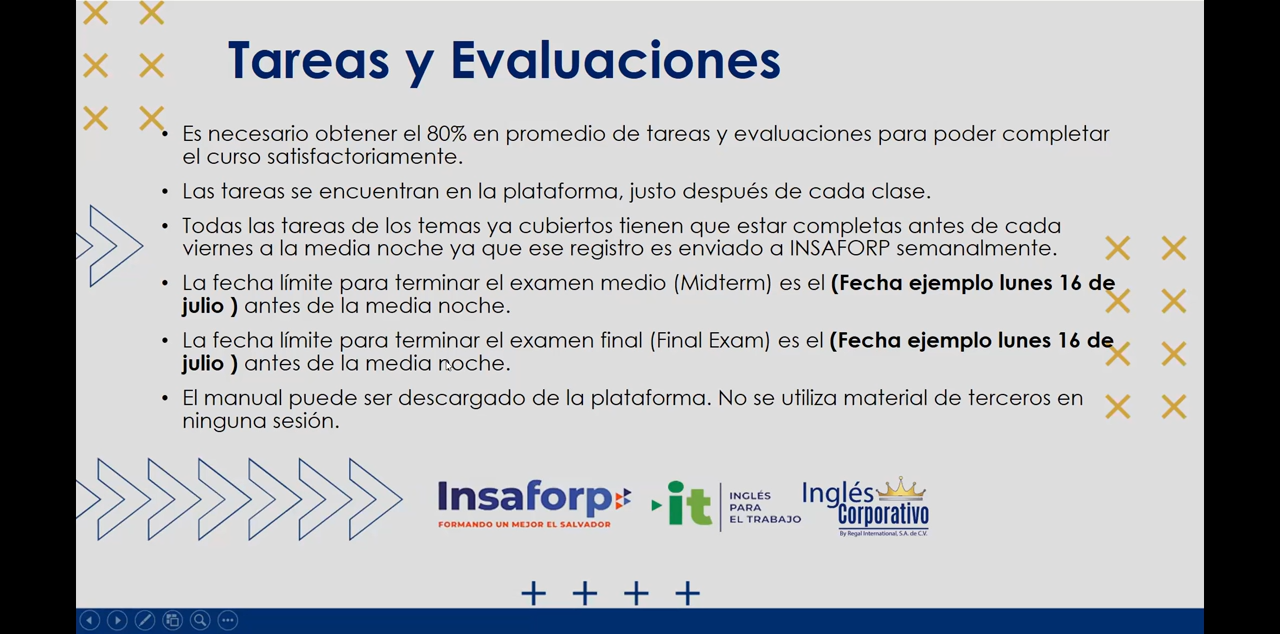 Tareas y Evaluaciones
• Es necesario obtener el 80% en promedio de tareas y evaluaciones para poder completar
el curso satisfactoriamente.
• Las tareas se encuentran en la plataforma, justo después de cada clase.
• Todas las tareas de los temas ya cubiertos tienen que estar completas antes de cada
viernes a la media noche ya que ese registro es enviado a INSAFORP semanalmente.
• La fecha límite para terminar el examen medio (Midterm) es el (Fecha ejemplo lunes 16 de
julio ) antes de la media noche.
• La fecha límite para terminar el examen final (Final Exam) es el (Fecha ejemplo lunes 16 de
julio ) antes de la media noche.
• El manual puede ser descargado de la plataforma. No se utiliza material de terceros en
ninguna sesión.
Insaforp
FORMANDO UN MEJOR EL SALVADOR
it
INGLÉS
PARA
EL TRABAJO
Inglés
Corporativo
By Regal International, S.A. de C.V.